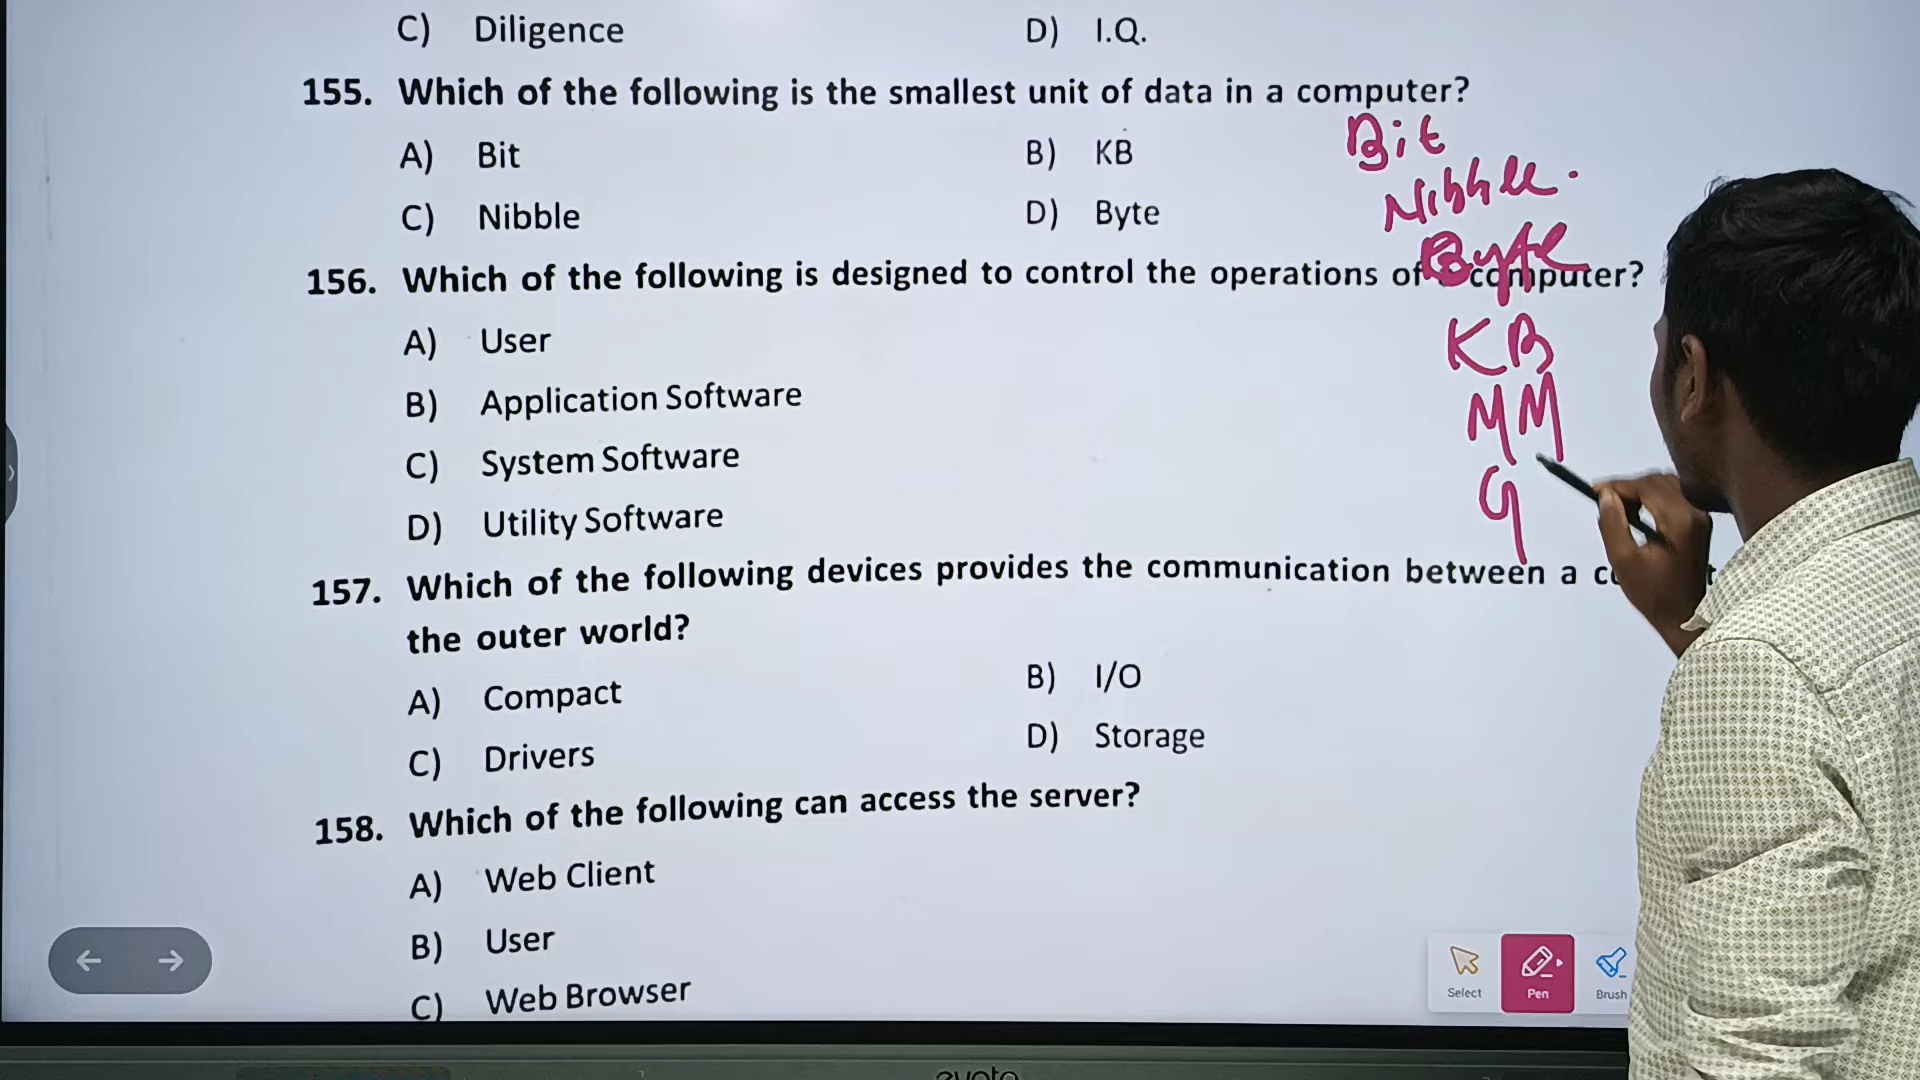 C) Diligence D) I.Q.
155. Which of the following is the smallest unit of data in a computer?
A) Bit B) KB
C) Nibble D) Byte
Bit
Nibble.
Byte
KB
MM
G
156. Which of the following is designed to control the operations of computer?
A) User
B) Application Software
C) System Software
D) Utility Software
157. Which of the following devices provides the communication between a
the outer world?
A) Compact B) I/O
C) Drivers D) Storage
158. Which of the following can access the server?
A) Web Client
B) User
C) Web Browser
Select Pen Brush